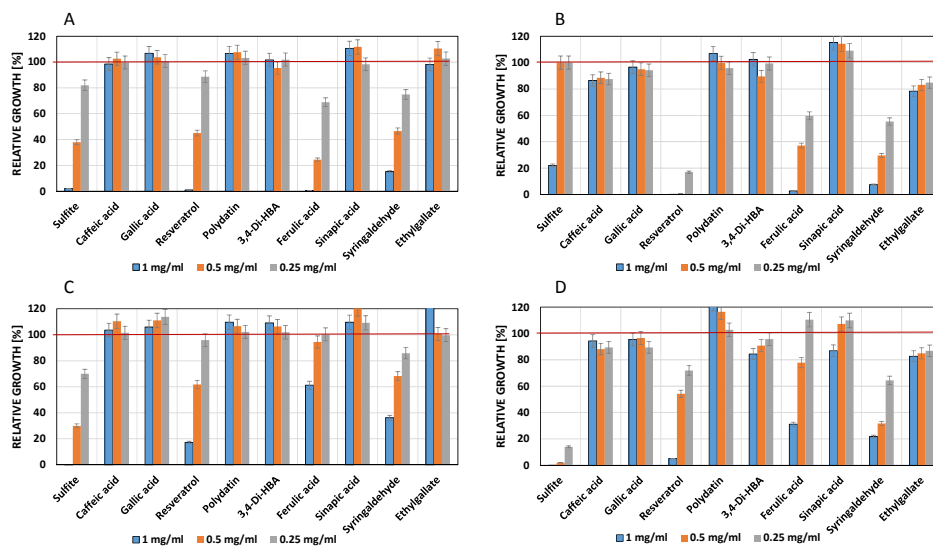 A
RELATIVE GROWTH [%]
120
100
80
60
40
20
0
Sulfite
Caffeic acid
Gallic acid
Resveratrol
Polydatin
3,4-Di-HBA
Ferulic acid
Sinapic acid
Syringaldehyde
Ethylgallate
1 mg/ml 0.5 mg/ml 0.25 mg/ml
B
RELATIVE GROWTH [%]
120
100
80
60
40
20
0
Sulfite
Caffeic acid
Gallic acid
Resveratrol
Polydatin
3,4-Di-HBA
Ferulic acid
Sinapic acid
Syringaldehyde
Ethylgallate
1 mg/ml 0.5 mg/ml 0.25 mg/ml
C
RELATIVE GROWTH [%]
120
100
80
60
40
20
0
Sulfite
Caffeic acid
Gallic acid
Resveratrol
Polydatin
3,4-Di-HBA
Ferulic acid
Sinapic acid
Syringaldehyde
Ethylgallate
1 mg/ml 0.5 mg/ml 0.25 mg/ml
D
RELATIVE GROWTH [%]
120
100
80
60
40
20
0
Sulfite
Caffeic acid
Gallic acid
Resveratrol
Polydatin
3,4-Di-HBA
Ferulic acid
Sinapic acid
Syringaldehyde
Ethylgallate
1 mg/ml 0.5 mg/ml 0.25 mg/ml